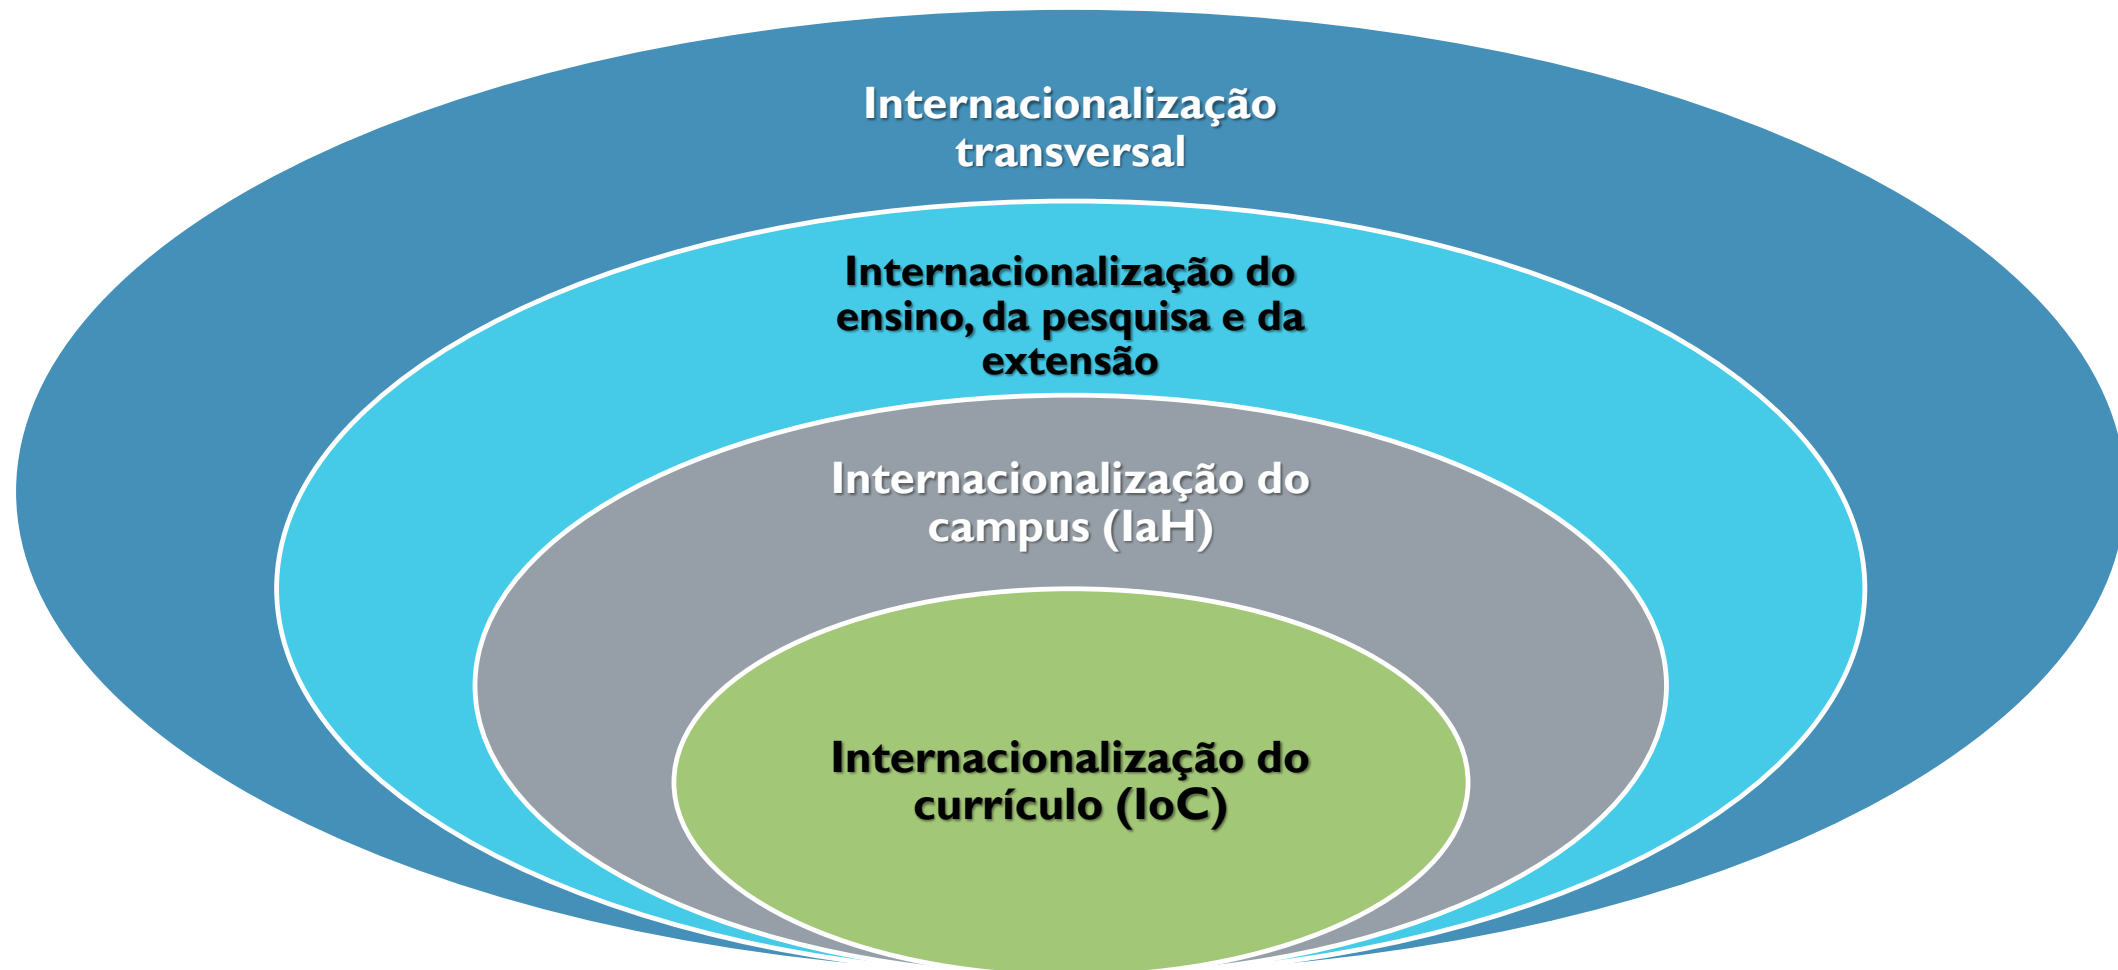 Internacionalização
transversal
Internacionalização do
ensino, da pesquisa e da
extensão
Internacionalização do
campus (IaH)
Internacionalização do
currículo (IoC)